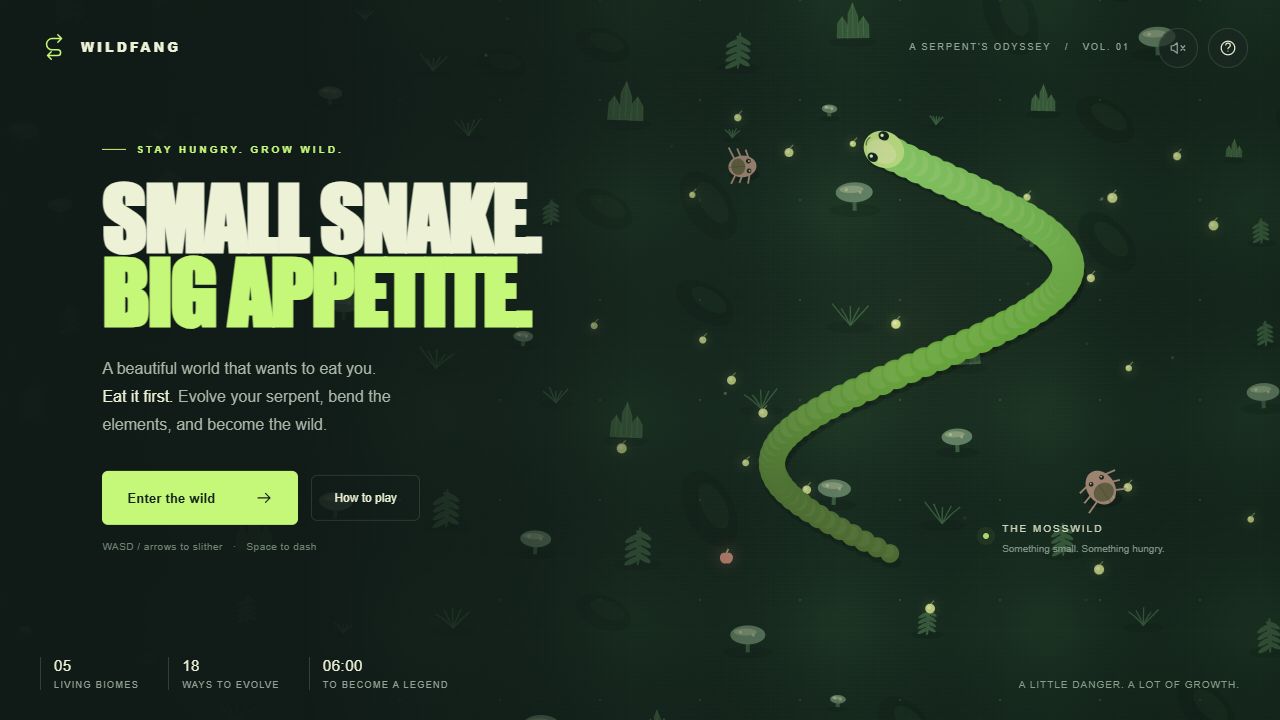 WILDFANG
A SERPENT'S ODYSSEY / VOL. 01
STAY HUNGRY. GROW WILD.
SMALL SNAKE.
BIG APPETITE.
A beautiful world that wants to eat you.
Eat it first. Evolve your serpent, bend the
elements, and become the wild.
Enter the wild →
How to play
WASD / arrows to slither · Space to dash
THE MOSSWILD
Something small. Something hungry.
05
LIVING BIOMES
18
WAYS TO EVOLVE
06:00
TO BECOME A LEGEND
A LITTLE DANGER. A LOT OF GROWTH.